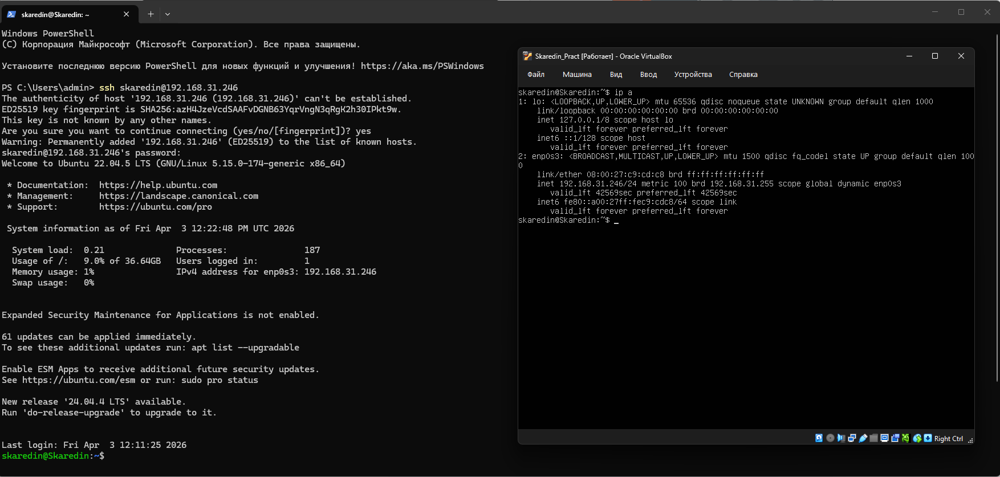 skaredin@Skaredin: ~
Windows PowerShell
(C) Корпорация Майкрософт (Microsoft Corporation). Все права защищены.
Установите последнюю версию PowerShell для новых функций и улучшения! https://aka.ms/PSWindows
PS C:\Users\admin> ssh skaredin@192.168.31.246
The authenticity of host '192.168.31.246 (192.168.31.246)' can't be established.
ED25519 key fingerprint is SHA256:azH4JzeVcdSAAFvDGNB63YqrVngN3qRgK2h30IPkt9w.
This key is not known by any other names.
Are you sure you want to continue connecting (yes/no/[fingerprint])? yes
Warning: Permanently added '192.168.31.246' (ED25519) to the list of known hosts.
skaredin@192.168.31.246's password:
Welcome to Ubuntu 22.04.5 LTS (GNU/Linux 5.15.0-174-generic x86_64)
* Documentation:  https://help.ubuntu.com
* Management:     https://landscape.canonical.com
* Support:        https://ubuntu.com/pro
System information as of Fri Apr  3 12:22:48 PM UTC 2026
System load:  0.21              Processes:               187
Usage of /:   9.0% of 36.64GB   Users logged in:         1
Memory usage: 1%                IPv4 address for enp0s3: 192.168.31.246
Swap usage:   0%
Expanded Security Maintenance for Applications is not enabled.
61 updates can be applied immediately.
To see these additional updates run: apt list --upgradable
Enable ESM Apps to receive additional future security updates.
See https://ubuntu.com/esm or run: sudo pro status
New release '24.04.4 LTS' available.
Run 'do-release-upgrade' to upgrade to it.
Last login: Fri Apr  3 12:11:25 2026
skaredin@Skaredin:~$
Skaredin_Pract [Работает] - Oracle VirtualBox
Файл Машина Вид Ввод Устройства Справка
skaredin@Skaredin:~$ ip a
1: lo: <LOOPBACK,UP,LOWER_UP> mtu 65536 qdisc noqueue state UNKNOWN group default qlen 1000
link/loopback 00:00:00:00:00:00 brd 00:00:00:00:00:00
inet 127.0.0.1/8 scope host lo
valid_lft forever preferred_lft forever
inet6 ::1/128 scope host
valid_lft forever preferred_lft forever
2: enp0s3: <BROADCAST,MULTICAST,UP,LOWER_UP> mtu 1500 qdisc fq_codel state UP group default qlen 100
0
link/ether 08:00:27:c9:cd:c8 brd ff:ff:ff:ff:ff:ff
inet 192.168.31.246/24 metric 100 brd 192.168.31.255 scope global dynamic enp0s3
valid_lft 42569sec preferred_lft 42569sec
inet6 fe80::a00:27ff:fec9:cdc8/64 scope link
valid_lft forever preferred_lft forever
skaredin@Skaredin:~$ _
Right Ctrl